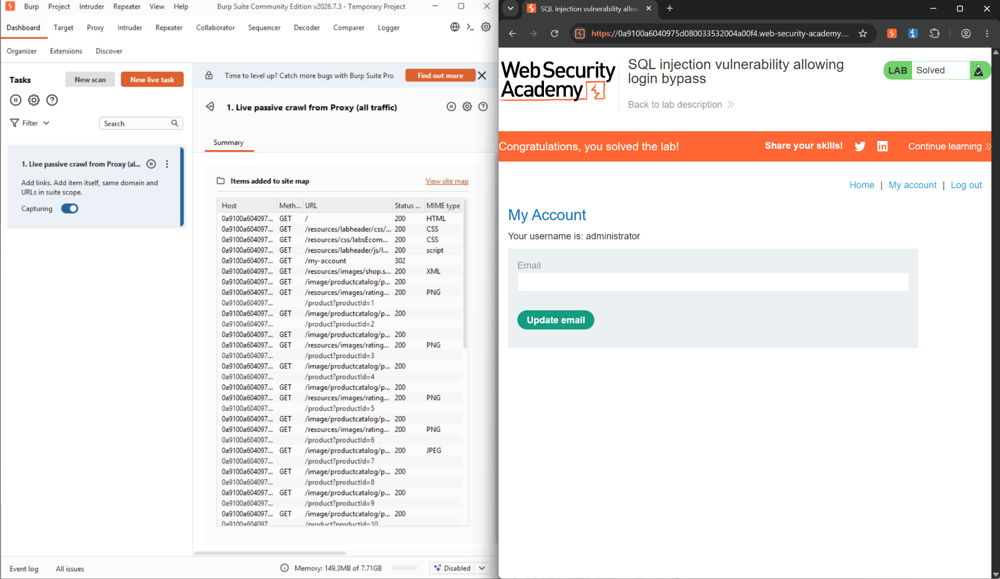 Burp Project Intruder Repeater View Help Burp Suite Community Edition v2026.7.3 - Temporary Project
Dashboard Target Proxy Intruder Repeater Collaborator Sequencer Decoder Comparer Logger
Organizer Extensions Discover
Tasks New scan New live task
Filter Search
1. Live passive crawl from Proxy (al...
Add links. Add item itself, same domain and
URLs in suite scope.
Capturing
Time to level up? Catch more bugs with Burp Suite Pro Find out more
1. Live passive crawl from Proxy (all traffic)
Summary
Items added to site map View site map
Host Meth... URL Status ... MIME type
0a9100a604097... GET / 200 HTML
0a9100a604097... GET /resources/labheader/css/... 200 CSS
0a9100a604097... GET /resources/css/labsEcom... 200 CSS
0a9100a604097... GET /resources/labheader/js/l... 200 script
0a9100a604097... GET /my-account 302
0a9100a604097... GET /resources/images/shop.s... 200 XML
0a9100a604097... GET /image/productcatalog/p... 200
0a9100a604097... GET /resources/images/rating... 200 PNG
0a9100a604097... /product?productId=1
0a9100a604097... GET /image/productcatalog/p... 200
0a9100a604097... /product?productId=2
0a9100a604097... GET /image/productcatalog/p... 200
0a9100a604097... GET /resources/images/rating... 200 PNG
0a9100a604097... /product?productId=3
0a9100a604097... GET /image/productcatalog/p... 200
0a9100a604097... /product?productId=4
0a9100a604097... GET /image/productcatalog/p... 200
0a9100a604097... GET /resources/images/rating... 200 PNG
0a9100a604097... /product?productId=5
0a9100a604097... GET /image/productcatalog/p... 200
0a9100a604097... GET /resources/images/rating... 200 PNG
0a9100a604097... /product?productId=6
0a9100a604097... GET /image/productcatalog/p... 200 JPEG
0a9100a604097... /product?productId=7
0a9100a604097... GET /image/productcatalog/p... 200
0a9100a604097... /product?productId=8
0a9100a604097... GET /image/productcatalog/p... 200
0a9100a604097... /product?productId=9
0a9100a604097... GET /image/productcatalog/p... 200
0a9100a604097 /product?productId=10
Event log All issues Memory: 149.3MB of 7.71GB Disabled
SQL injection vulnerability allow
https://0a9100a6040975d080033532004a00f4.web-security-academy....
Web Security
Academy
SQL injection vulnerability allowing
login bypass
LAB Solved
Back to lab description
Congratulations, you solved the lab! Share your skills! Continue learning
Home | My account | Log out
My Account
Your username is: administrator
Email
Update email